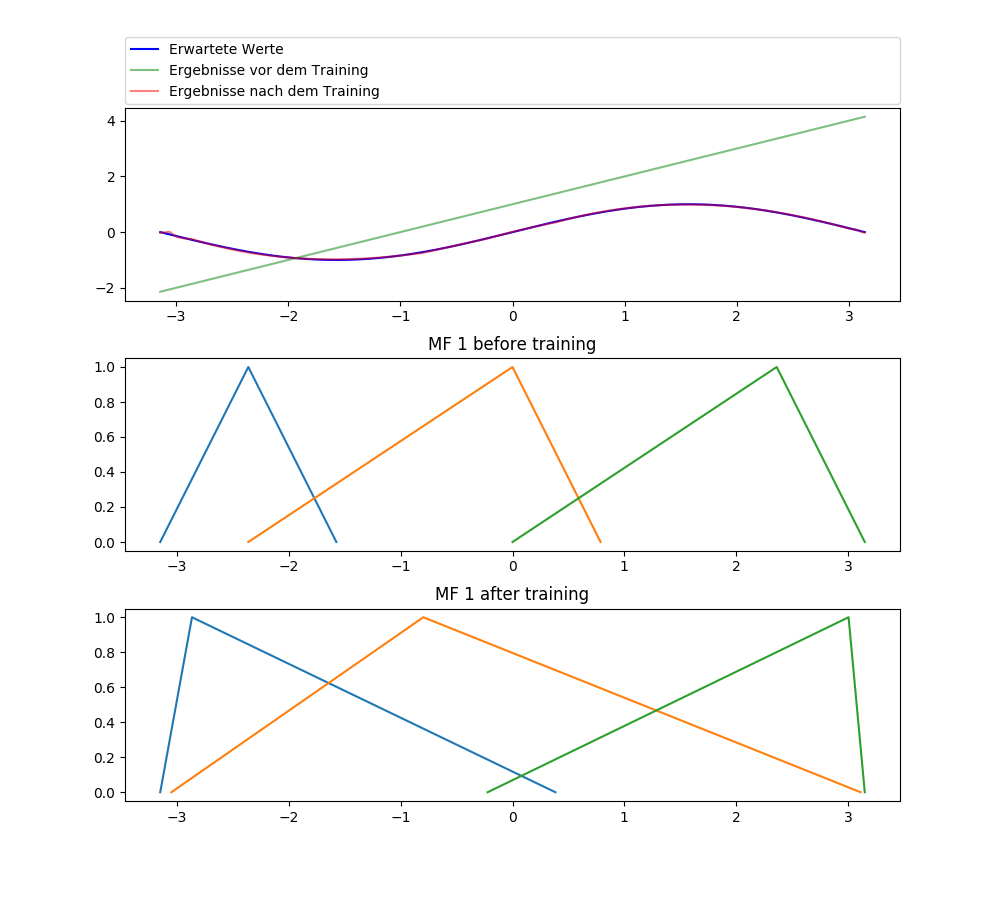 Erwartete Werte
Ergebnisse vor dem Training
Ergebnisse nach dem Training
4
2
0
−2
−3 −2 −1 0 1 2 3
MF 1 before training
1.0
0.8
0.6
0.4
0.2
0.0
−3 −2 −1 0 1 2 3
MF 1 after training
1.0
0.8
0.6
0.4
0.2
0.0
−3 −2 −1 0 1 2 3